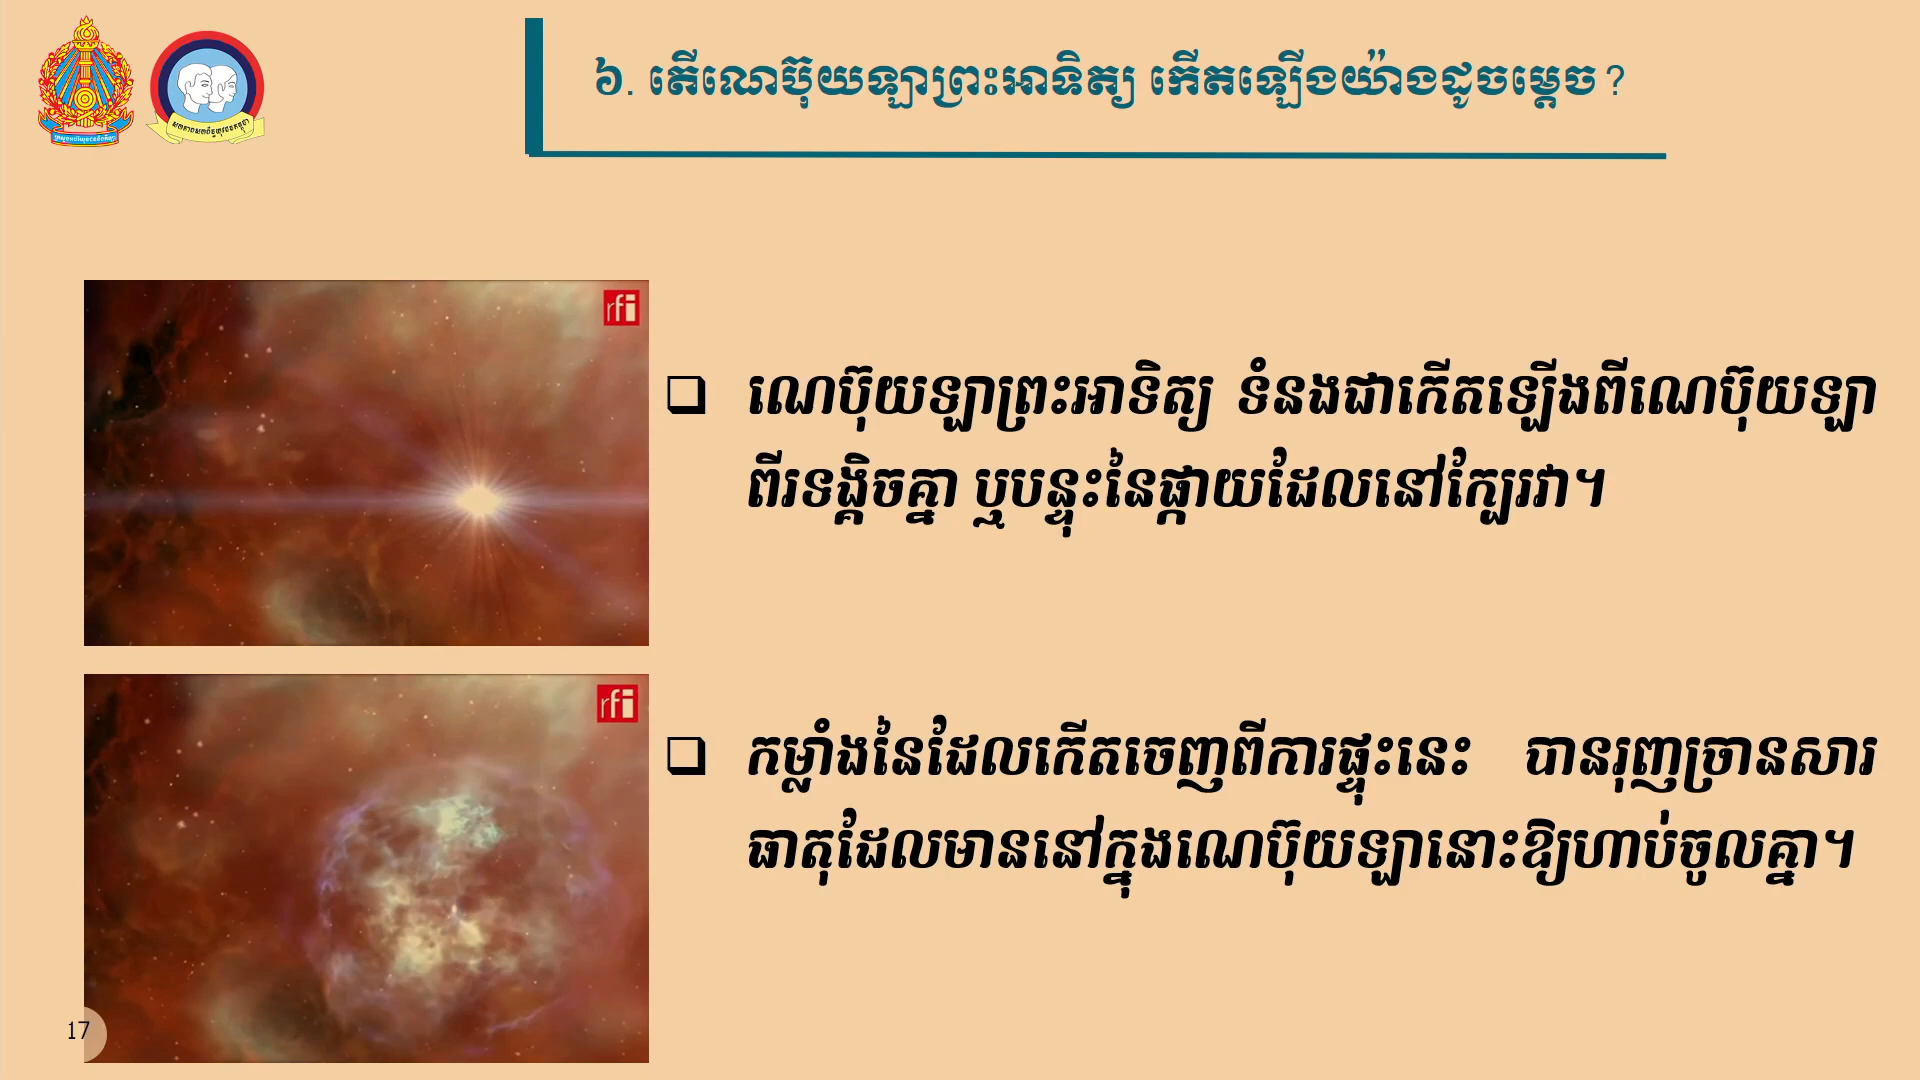 ៦. តើណេប៊ុយឡាព្រះអាទិត្យ កើតឡើងយ៉ាងដូចម្តេច ?
rfi
ណេប៊ុយឡាព្រះអាទិត្យ ទំនងជាកើតឡើងពីណេប៊ុយឡា
ពីរទង្គិចគ្នា ឬបន្ទុះនៃផ្កាយដែលនៅក្បែរវា។
rfi
កម្លាំងនៃដែលកើតចេញពីការផ្ទុះនេះ បានរុញច្រានសារ
ធាតុដែលមាននៅក្នុងណេប៊ុយឡានោះឱ្យហាប់ចូលគ្នា។
17